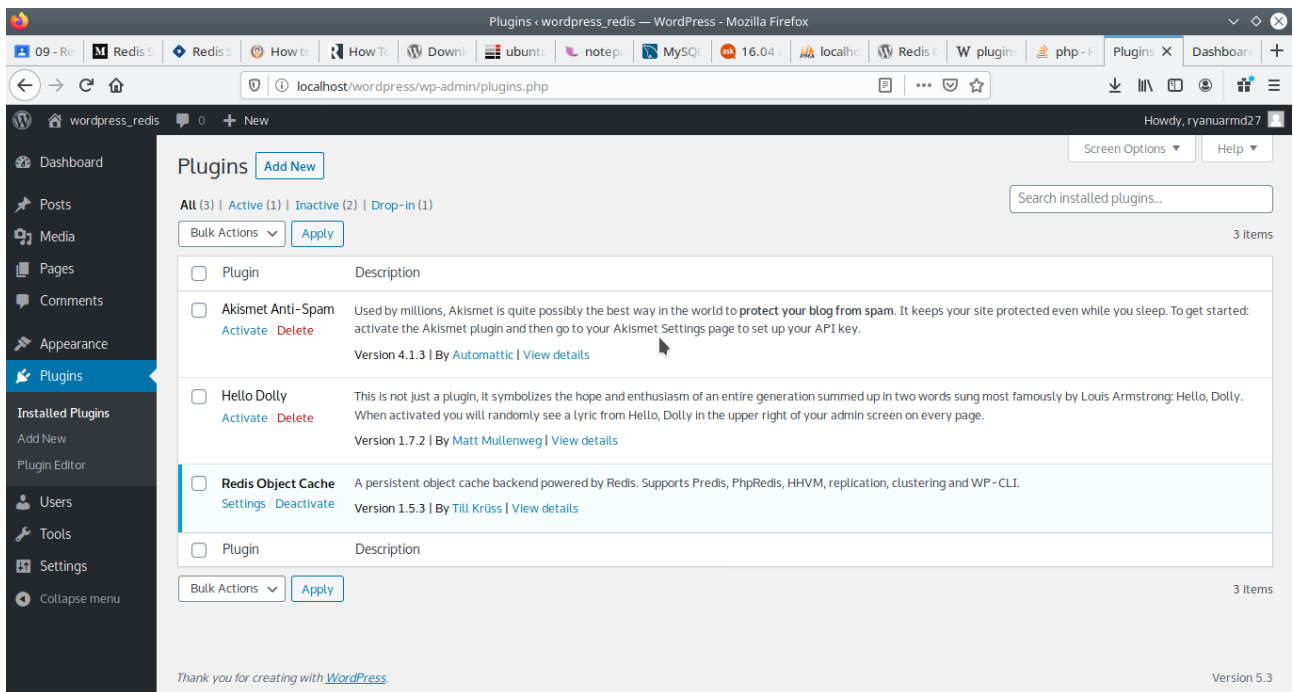 Plugins ‹ wordpress_redis — WordPress - Mozilla Firefox
09 - Re M Redis S Redis S How to How To Downl ubuntu notepa MySQL ask 16.04 localho Redis W plugins php - H Plugins Dashboar
localhost/wordpress/wp-admin/plugins.php
wordpress_redis 0 + New Howdy, ryanuarmd27
Dashboard
Posts
Media
Pages
Comments
Appearance
Plugins
Installed Plugins
Add New
Plugin Editor
Users
Tools
Settings
Collapse menu
Screen Options Help
Plugins Add New
All (3) | Active (1) | Inactive (2) | Drop-in (1)
Search installed plugins...
Bulk Actions Apply 3 items
Plugin Description
Akismet Anti-Spam
Activate | Delete
Used by millions, Akismet is quite possibly the best way in the world to protect your blog from spam. It keeps your site protected even while you sleep. To get started:
activate the Akismet plugin and then go to your Akismet Settings page to set up your API key.
Version 4.1.3 | By Automattic | View details
Hello Dolly
Activate | Delete
This is not just a plugin, it symbolizes the hope and enthusiasm of an entire generation summed up in two words sung most famously by Louis Armstrong: Hello, Dolly.
When activated you will randomly see a lyric from Hello, Dolly in the upper right of your admin screen on every page.
Version 1.7.2 | By Matt Mullenweg | View details
Redis Object Cache
Settings | Deactivate
A persistent object cache backend powered by Redis. Supports Predis, PhpRedis, HHVM, replication, clustering and WP-CLI.
Version 1.5.3 | By Till Krüss | View details
Plugin Description
Bulk Actions Apply 3 items
Thank you for creating with WordPress. Version 5.3